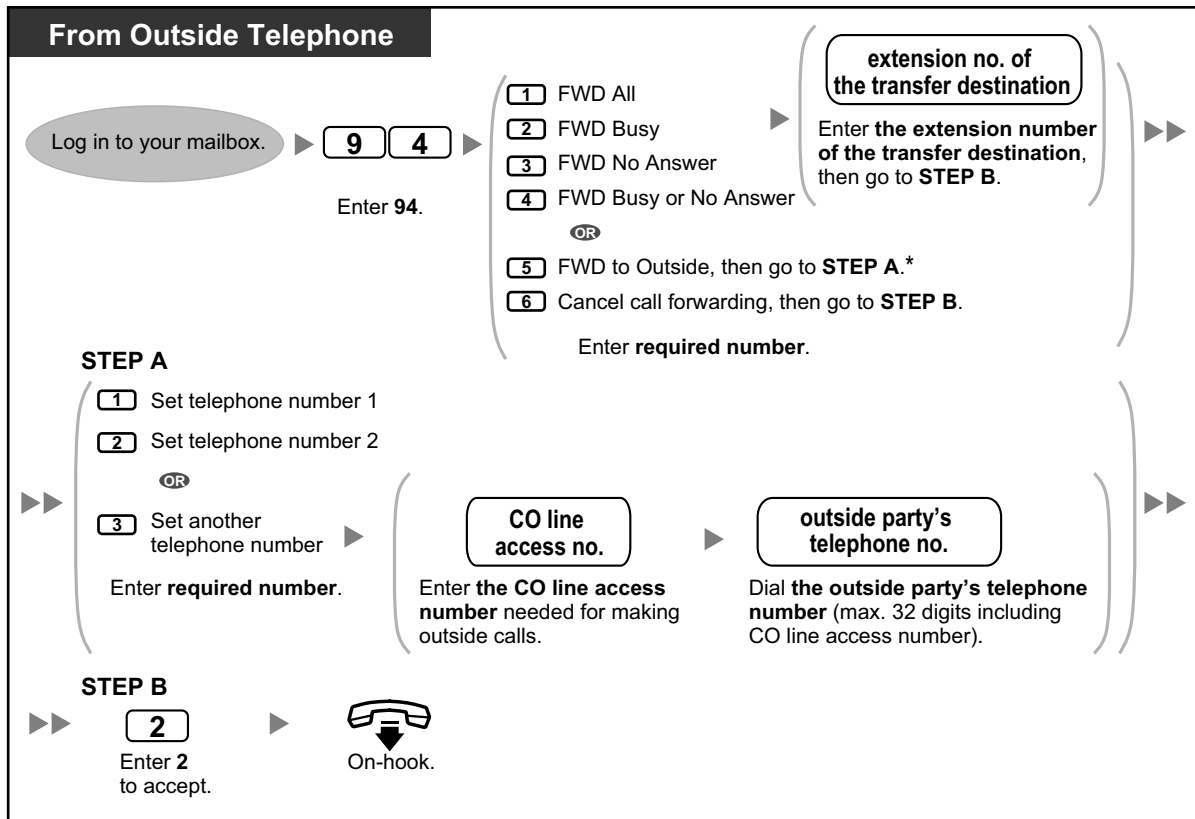 From Outside Telephone
Log in to your mailbox.
9 4
Enter 94.
1 FWD All
2 FWD Busy
3 FWD No Answer
4 FWD Busy or No Answer
OR
5 FWD to Outside, then go to STEP A.*
6 Cancel call forwarding, then go to STEP B.
Enter required number.
extension no. of
the transfer destination
Enter the extension number
of the transfer destination,
then go to STEP B.
STEP A
1 Set telephone number 1
2 Set telephone number 2
OR
3 Set another
telephone number
Enter required number.
CO line
access no.
Enter the CO line access
number needed for making
outside calls.
outside party's
telephone no.
Dial the outside party's telephone
number (max. 32 digits including
CO line access number).
STEP B
2
Enter 2
to accept.
On-hook.